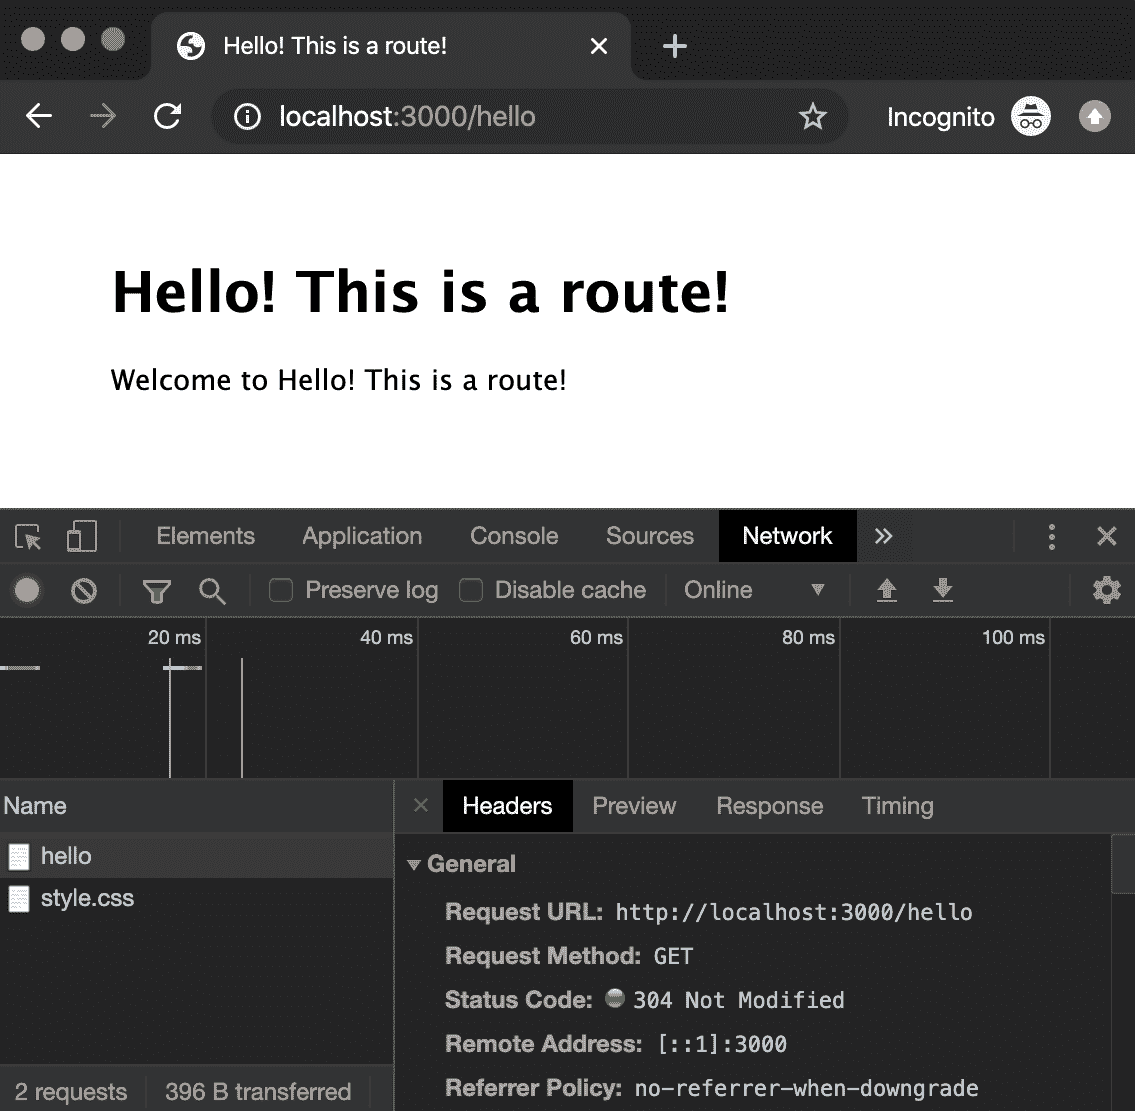 Hello! This is a route!
localhost:3000/hello
Incognito
Hello! This is a route!
Welcome to Hello! This is a route!
Elements Application Console Sources Network
Preserve log Disable cache Online
20 ms 40 ms 60 ms 80 ms 100 ms
Name
Headers Preview Response Timing
hello
style.css
General
Request URL: http://localhost:3000/hello
Request Method: GET
Status Code: 304 Not Modified
Remote Address: [::1]:3000
Referrer Policy: no-referrer-when-downgrade
2 requests 396 B transferred